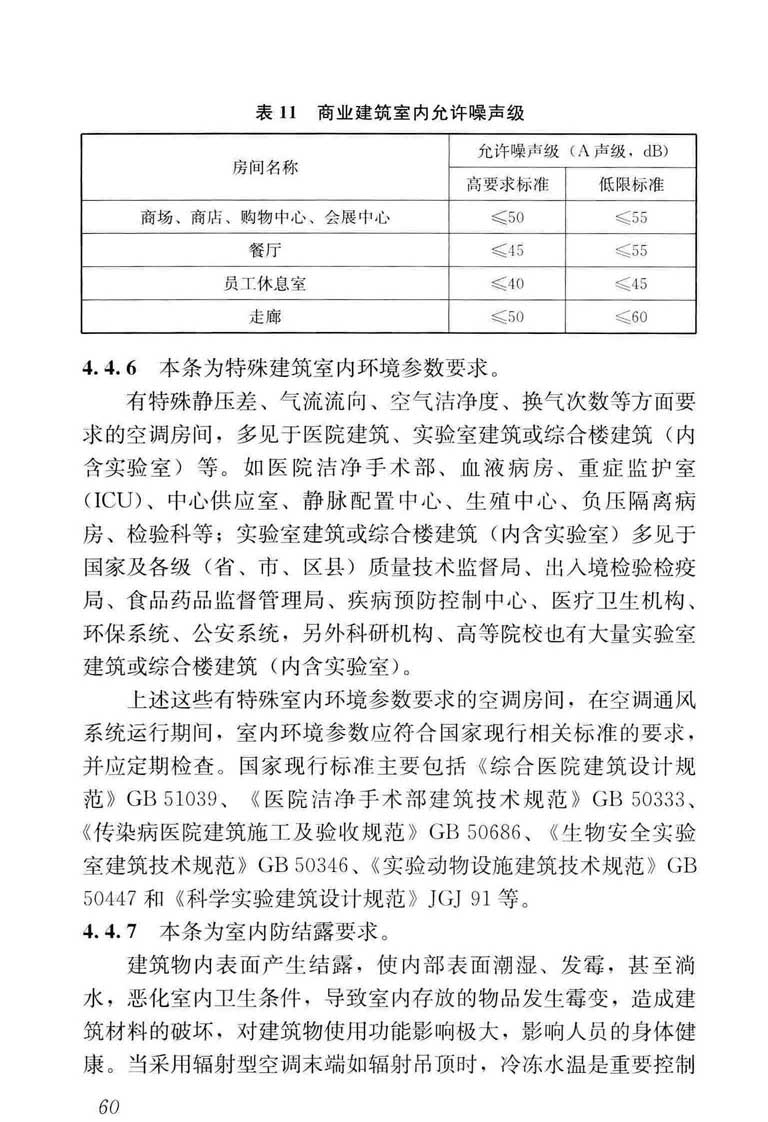 表 11 商业建筑室内允许噪声级
房间名称
允许噪声级（A 声级，dB）
高要求标准 低限标准
商场、商店、购物中心、会展中心 ≤50 ≤55
餐厅 ≤45 ≤55
员工休息室 ≤40 ≤45
走廊 ≤50 ≤60
4.4.6 本条为特殊建筑室内环境参数要求。
有特殊静压差、气流流向、空气洁净度、换气次数等方面要
求的空调房间，多见于医院建筑、实验室建筑或综合楼建筑（内
含实验室）等。如医院洁净手术部、血液病房、重症监护室
（ICU）、中心供应室、静脉配置中心、生殖中心、负压隔离病
房、检验科等；实验室建筑或综合楼建筑（内含实验室）多见于
国家及各级（省、市、区县）质量技术监督局、出入境检验检疫
局、食品药品监督管理局、疾病预防控制中心、医疗卫生机构、
环保系统、公安系统，另外科研机构、高等院校也有大量实验室
建筑或综合楼建筑（内含实验室）。
上述这些有特殊室内环境参数要求的空调房间，在空调通风
系统运行期间，室内环境参数应符合国家现行相关标准的要求，
并应定期检查。国家现行标准主要包括《综合医院建筑设计规
范》GB 51039、《医院洁净手术部建筑技术规范》GB 50333、
《传染病医院建筑施工及验收规范》GB 50686、《生物安全实验
室建筑技术规范》GB 50346、《实验动物设施建筑技术规范》GB
50447 和《科学实验建筑设计规范》JGJ 91 等。
4.4.7 本条为室内防结露要求。
建筑物内表面产生结露，使内部表面潮湿、发霉，甚至淌
水，恶化室内卫生条件，导致室内存放的物品发生霉变，造成建
筑材料的破坏，对建筑物使用功能影响极大，影响人员的身体健
康。当采用辐射型空调末端如辐射吊顶时，冷冻水温是重要控制
60